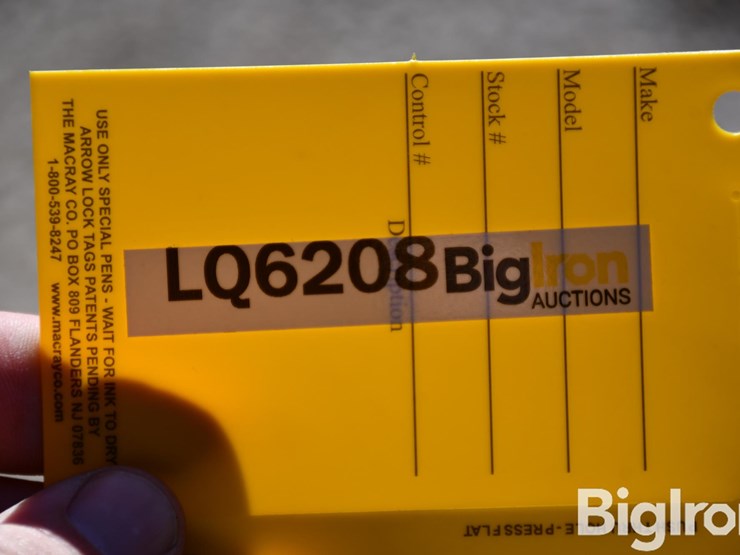 Make
Model
Stock #
Control #
LQ6208 BigIron
AUCTIONS
USE ONLY SPECIAL PENS - WAIT FOR INK TO DRY
ARROW LOCK TAGS PATENTS PENDING BY
THE MACRAY CO. PO BOX 809 FLANDERS NJ 07836
1-800-539-8247 www.macrayco.com
- PRESS FLAT
BigIron